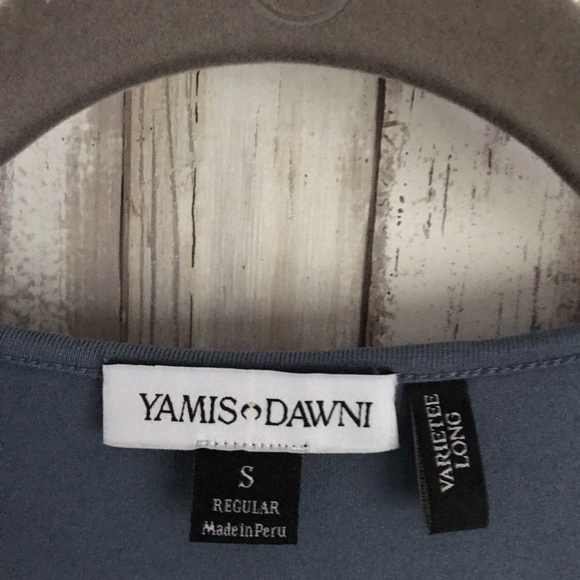 YAMIS DAWNI
S
REGULAR
Made in Peru
VARIETEE
LONG